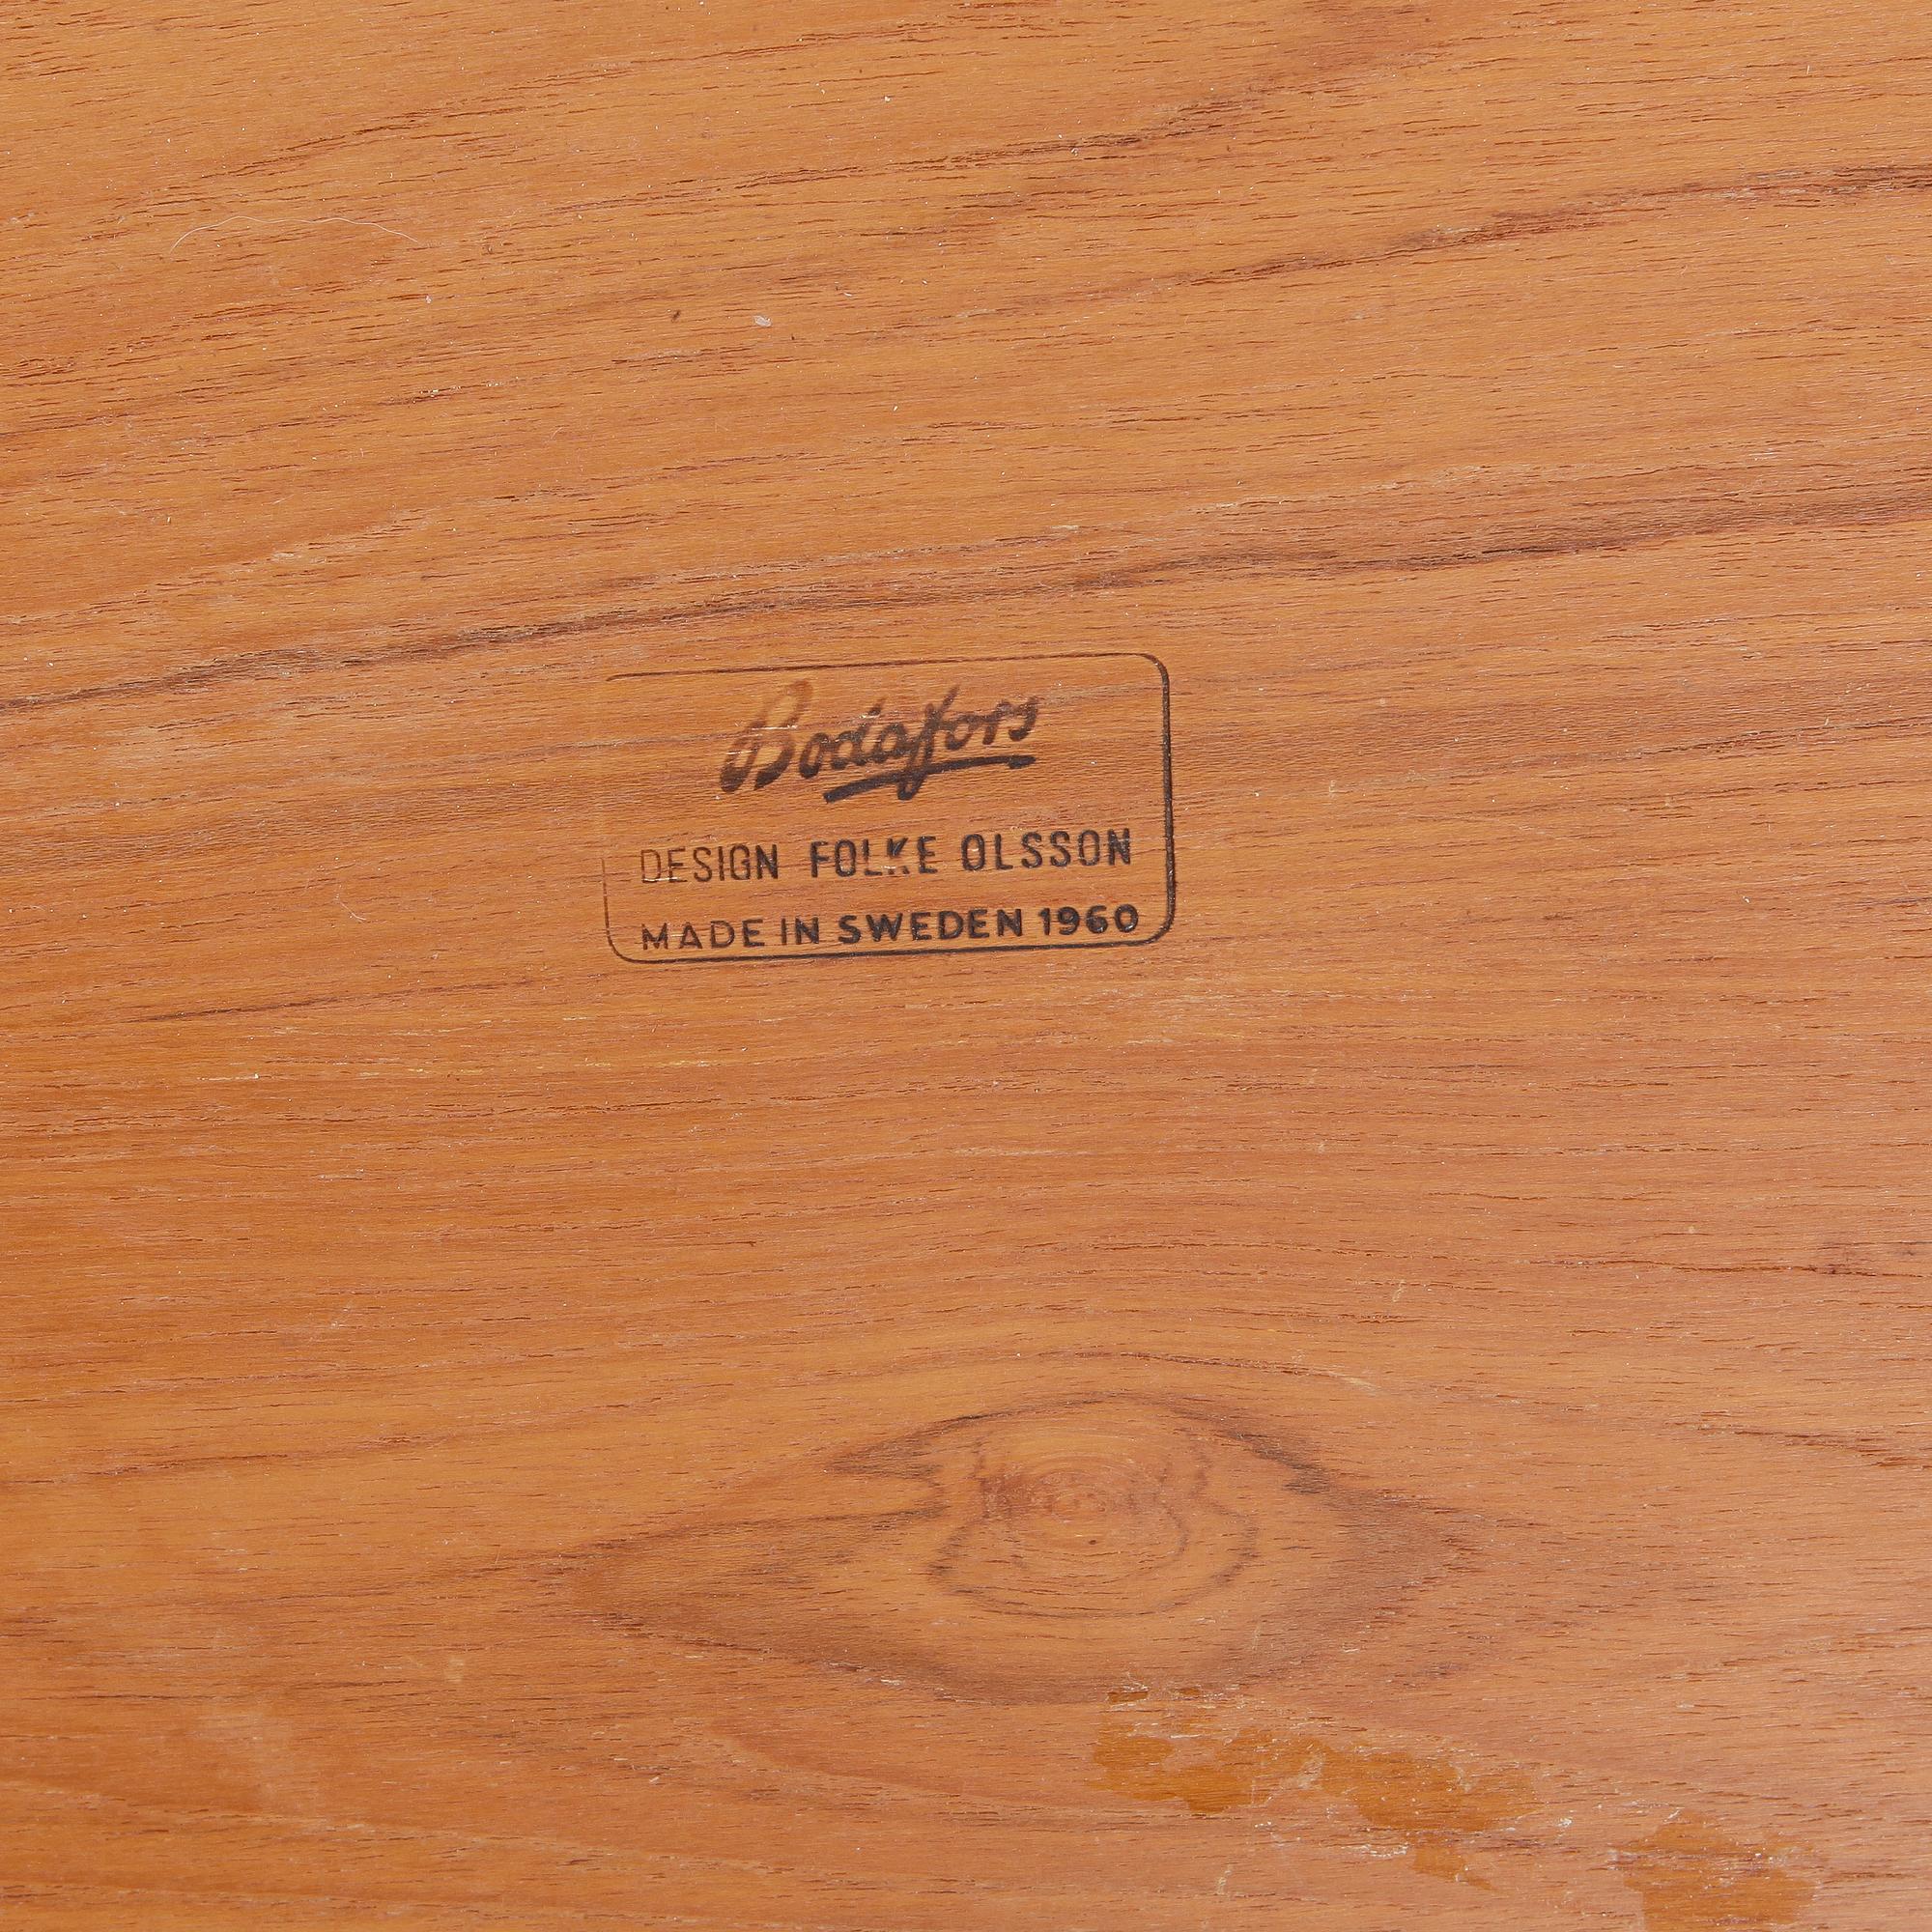 Bodafors
DESIGN FOLKE OLSSON
MADE IN SWEDEN 1960